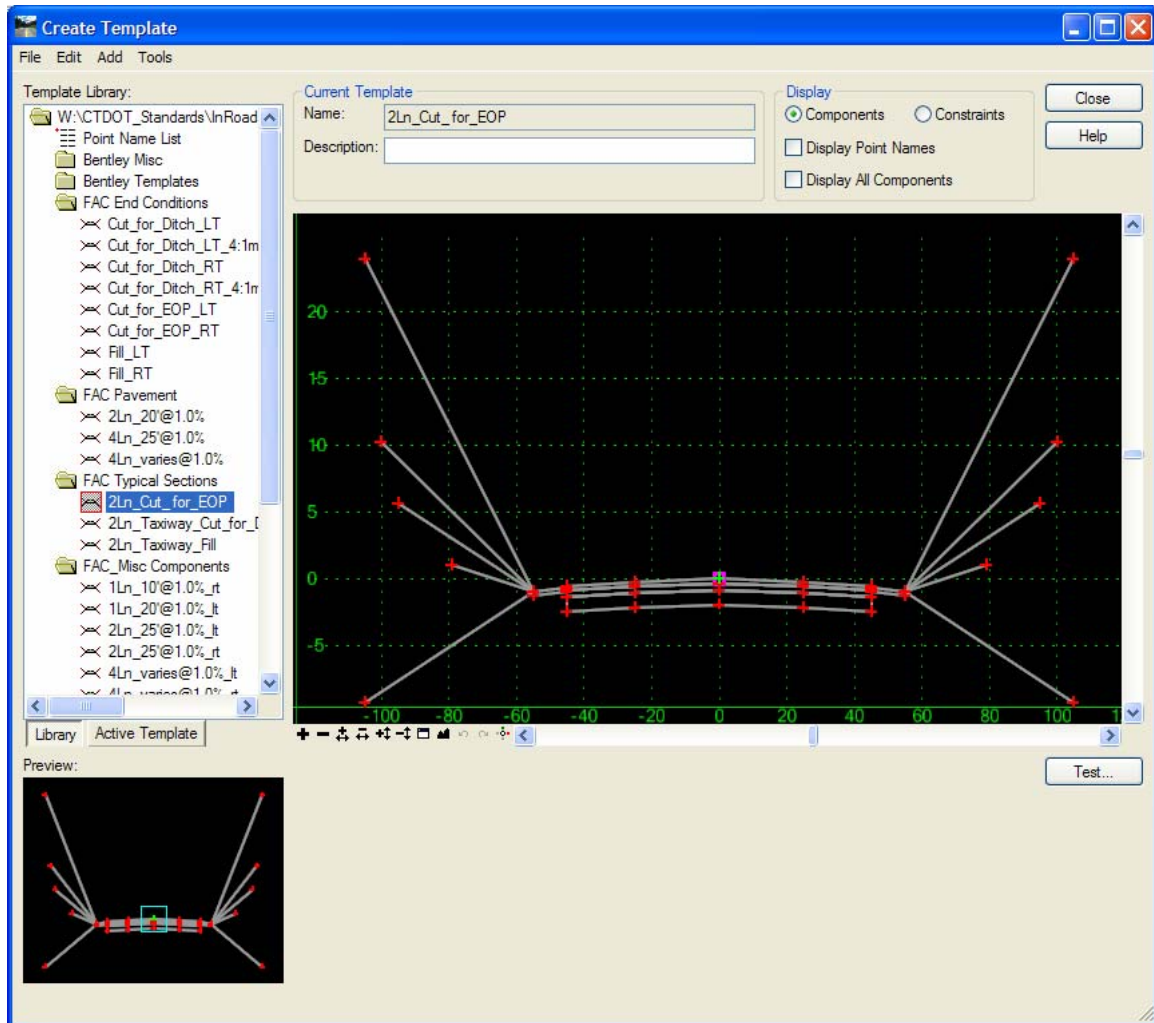 Create Template
File Edit Add Tools
Template Library:
W:\CTDOT_Standards\InRoad
Point Name List
Bentley Misc
Bentley Templates
FAC End Conditions
Cut_for_Ditch_LT
Cut_for_Ditch_LT_4:1m
Cut_for_Ditch_RT
Cut_for_Ditch_RT_4:1m
Cut_for_EOP_LT
Cut_for_EOP_RT
Fill_LT
Fill_RT
FAC Pavement
2Ln_20'@1.0%
4Ln_25'@1.0%
4Ln_varies@1.0%
FAC Typical Sections
2Ln_Cut_for_EOP
2Ln_Taxiway_Cut_for_
2Ln_Taxiway_Fill
FAC_Misc Components
1Ln_10'@1.0%_rt
1Ln_20'@1.0%_lt
2Ln_25'@1.0%_lt
2Ln_25'@1.0%_rt
4Ln_varies@1.0%_lt
4Ln_varies@1.0%_rt
Library Active Template
Preview:
Current Template
Name: 2Ln_Cut_for_EOP
Description:
Display
Components Constraints
Display Point Names
Display All Components
Close
Help
20
15
10
5
0
-5
-100 -80 -60 -40 -20 0 20 40 60 80 100 1
Test...